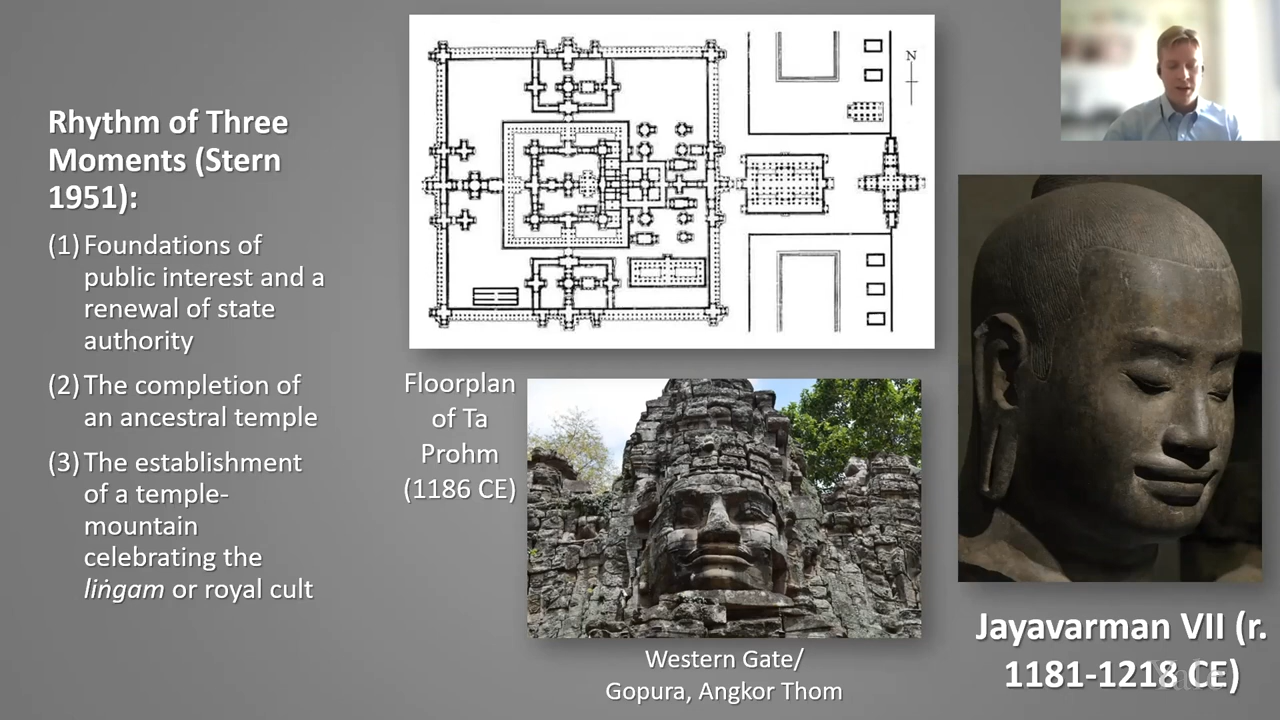 Rhythm of Three
Moments (Stern
1951):
(1) Foundations of
public interest and a
renewal of state
authority
(2) The completion of
an ancestral temple
(3) The establishment
of a temple-
mountain
celebrating the
liṅgam or royal cult
N
Floorplan
of Ta
Prohm
(1186 CE)
Western Gate/
Gopura, Angkor Thom
Jayavarman VII (r.
1181-1218 CE)
Yale